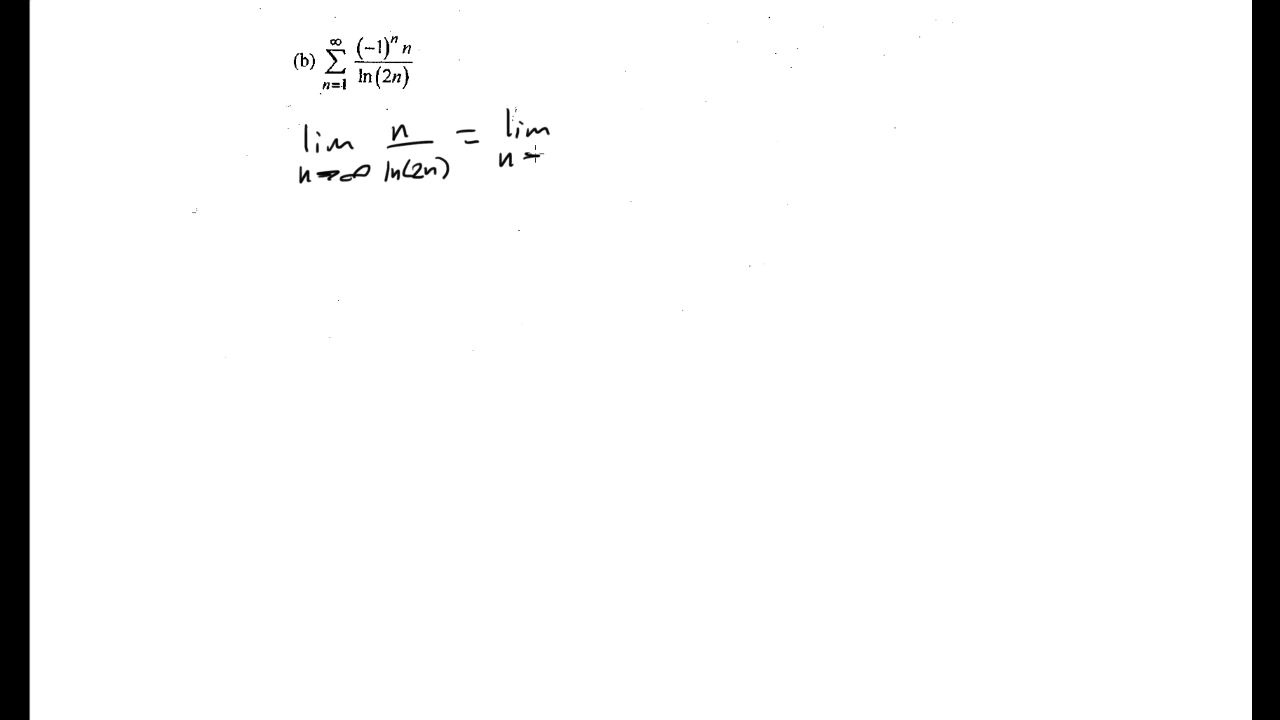 (b) ∑_{n=1}^{∞} (-1)^n n / ln(2n)
lim_{n→∞} n / ln(2n) = lim_{n→}